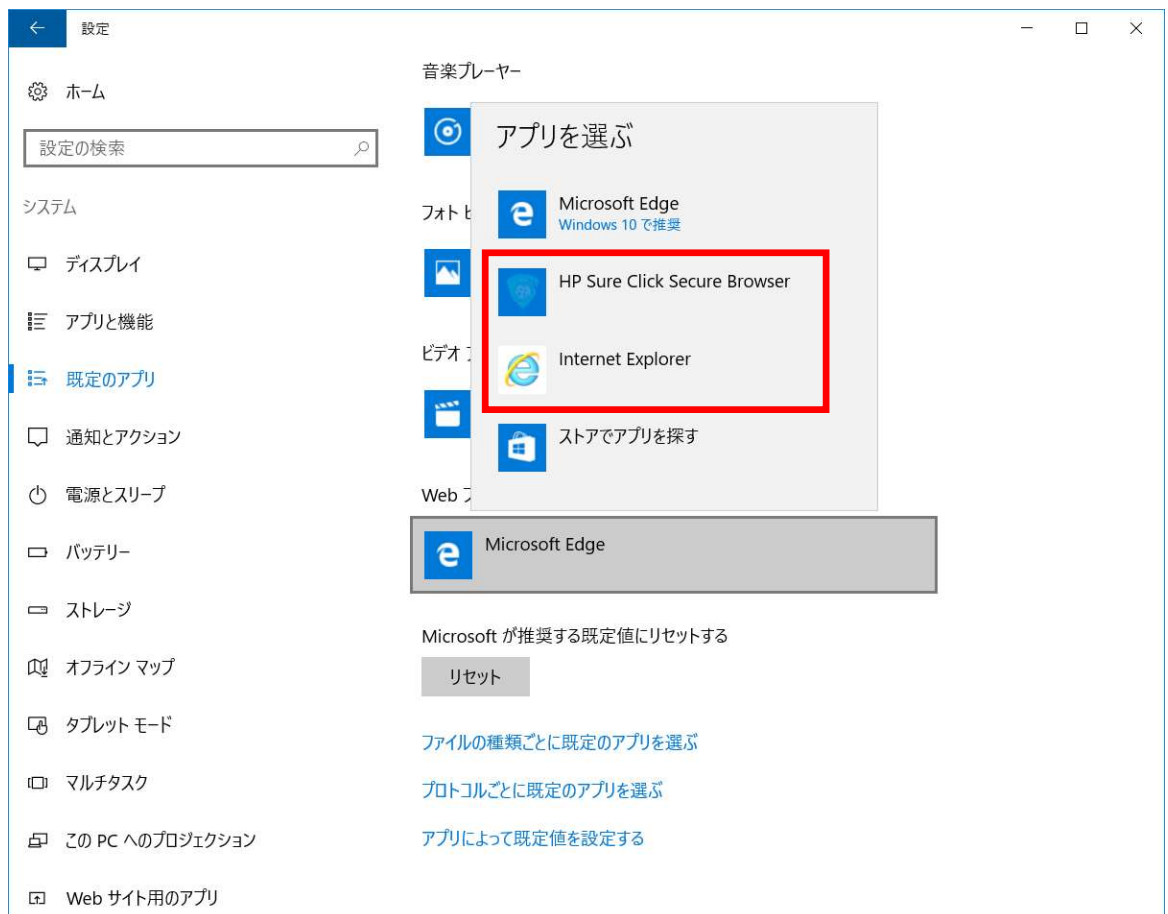 設定
ホーム
設定の検索
システム
ディスプレイ
アプリと機能
既定のアプリ
通知とアクション
電源とスリープ
バッテリー
ストレージ
オフライン マップ
タブレット モード
マルチタスク
この PC へのプロジェクション
Web サイト用のアプリ
音楽プレーヤー
フォト
ビデオ
Web
アプリを選ぶ
Microsoft Edge
Windows 10 で推奨
HP Sure Click Secure Browser
Internet Explorer
ストアでアプリを探す
Microsoft Edge
Microsoft が推奨する既定値にリセットする
リセット
ファイルの種類ごとに既定のアプリを選ぶ
プロトコルごとに既定のアプリを選ぶ
アプリによって既定値を設定する